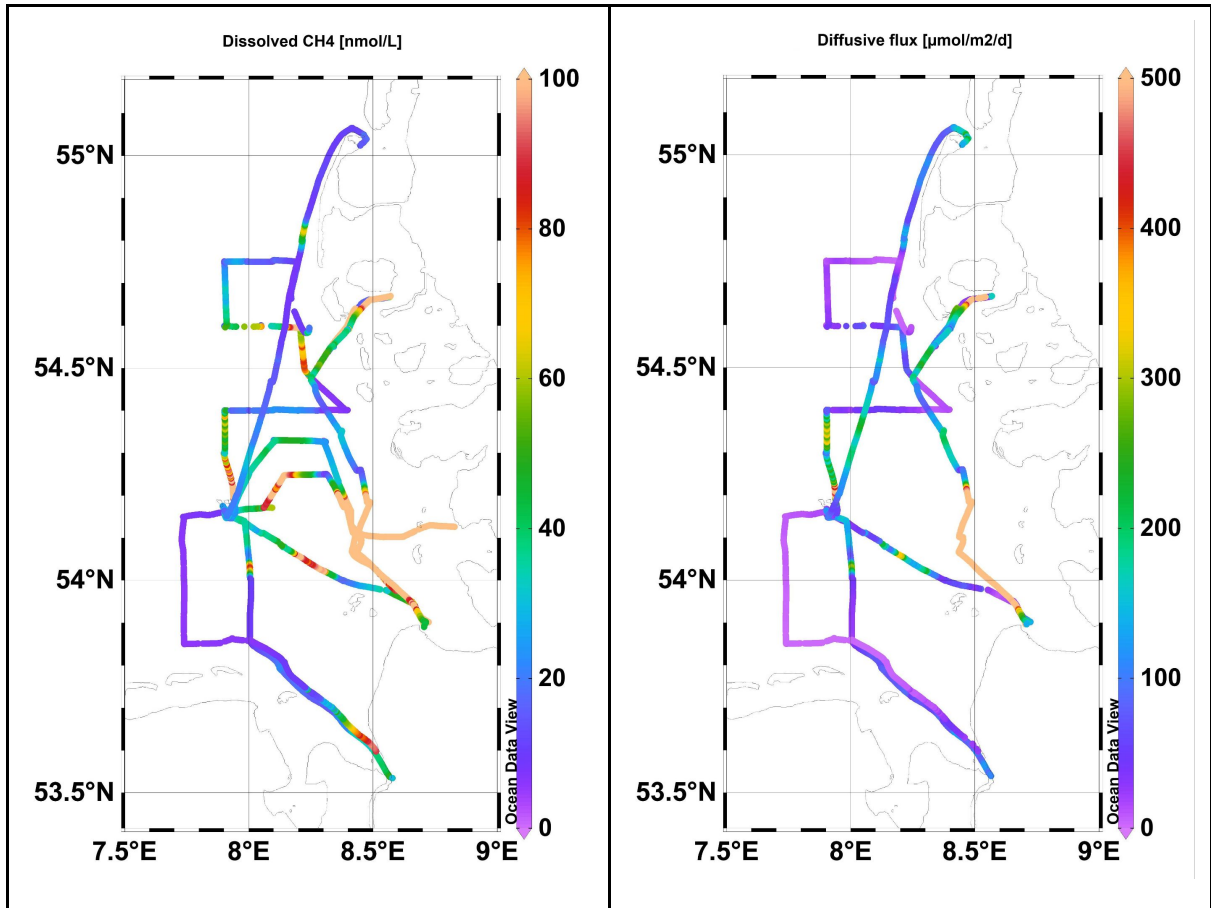 Dissolved CH4 [nmol/L]
55°N
54.5°N
54°N
53.5°N
7.5°E
8°E
8.5°E
9°E
100
80
60
40
20
0
Ocean Data View
Diffusive flux [µmol/m2/d]
55°N
54.5°N
54°N
53.5°N
7.5°E
8°E
8.5°E
9°E
500
400
300
200
100
0
Ocean Data View